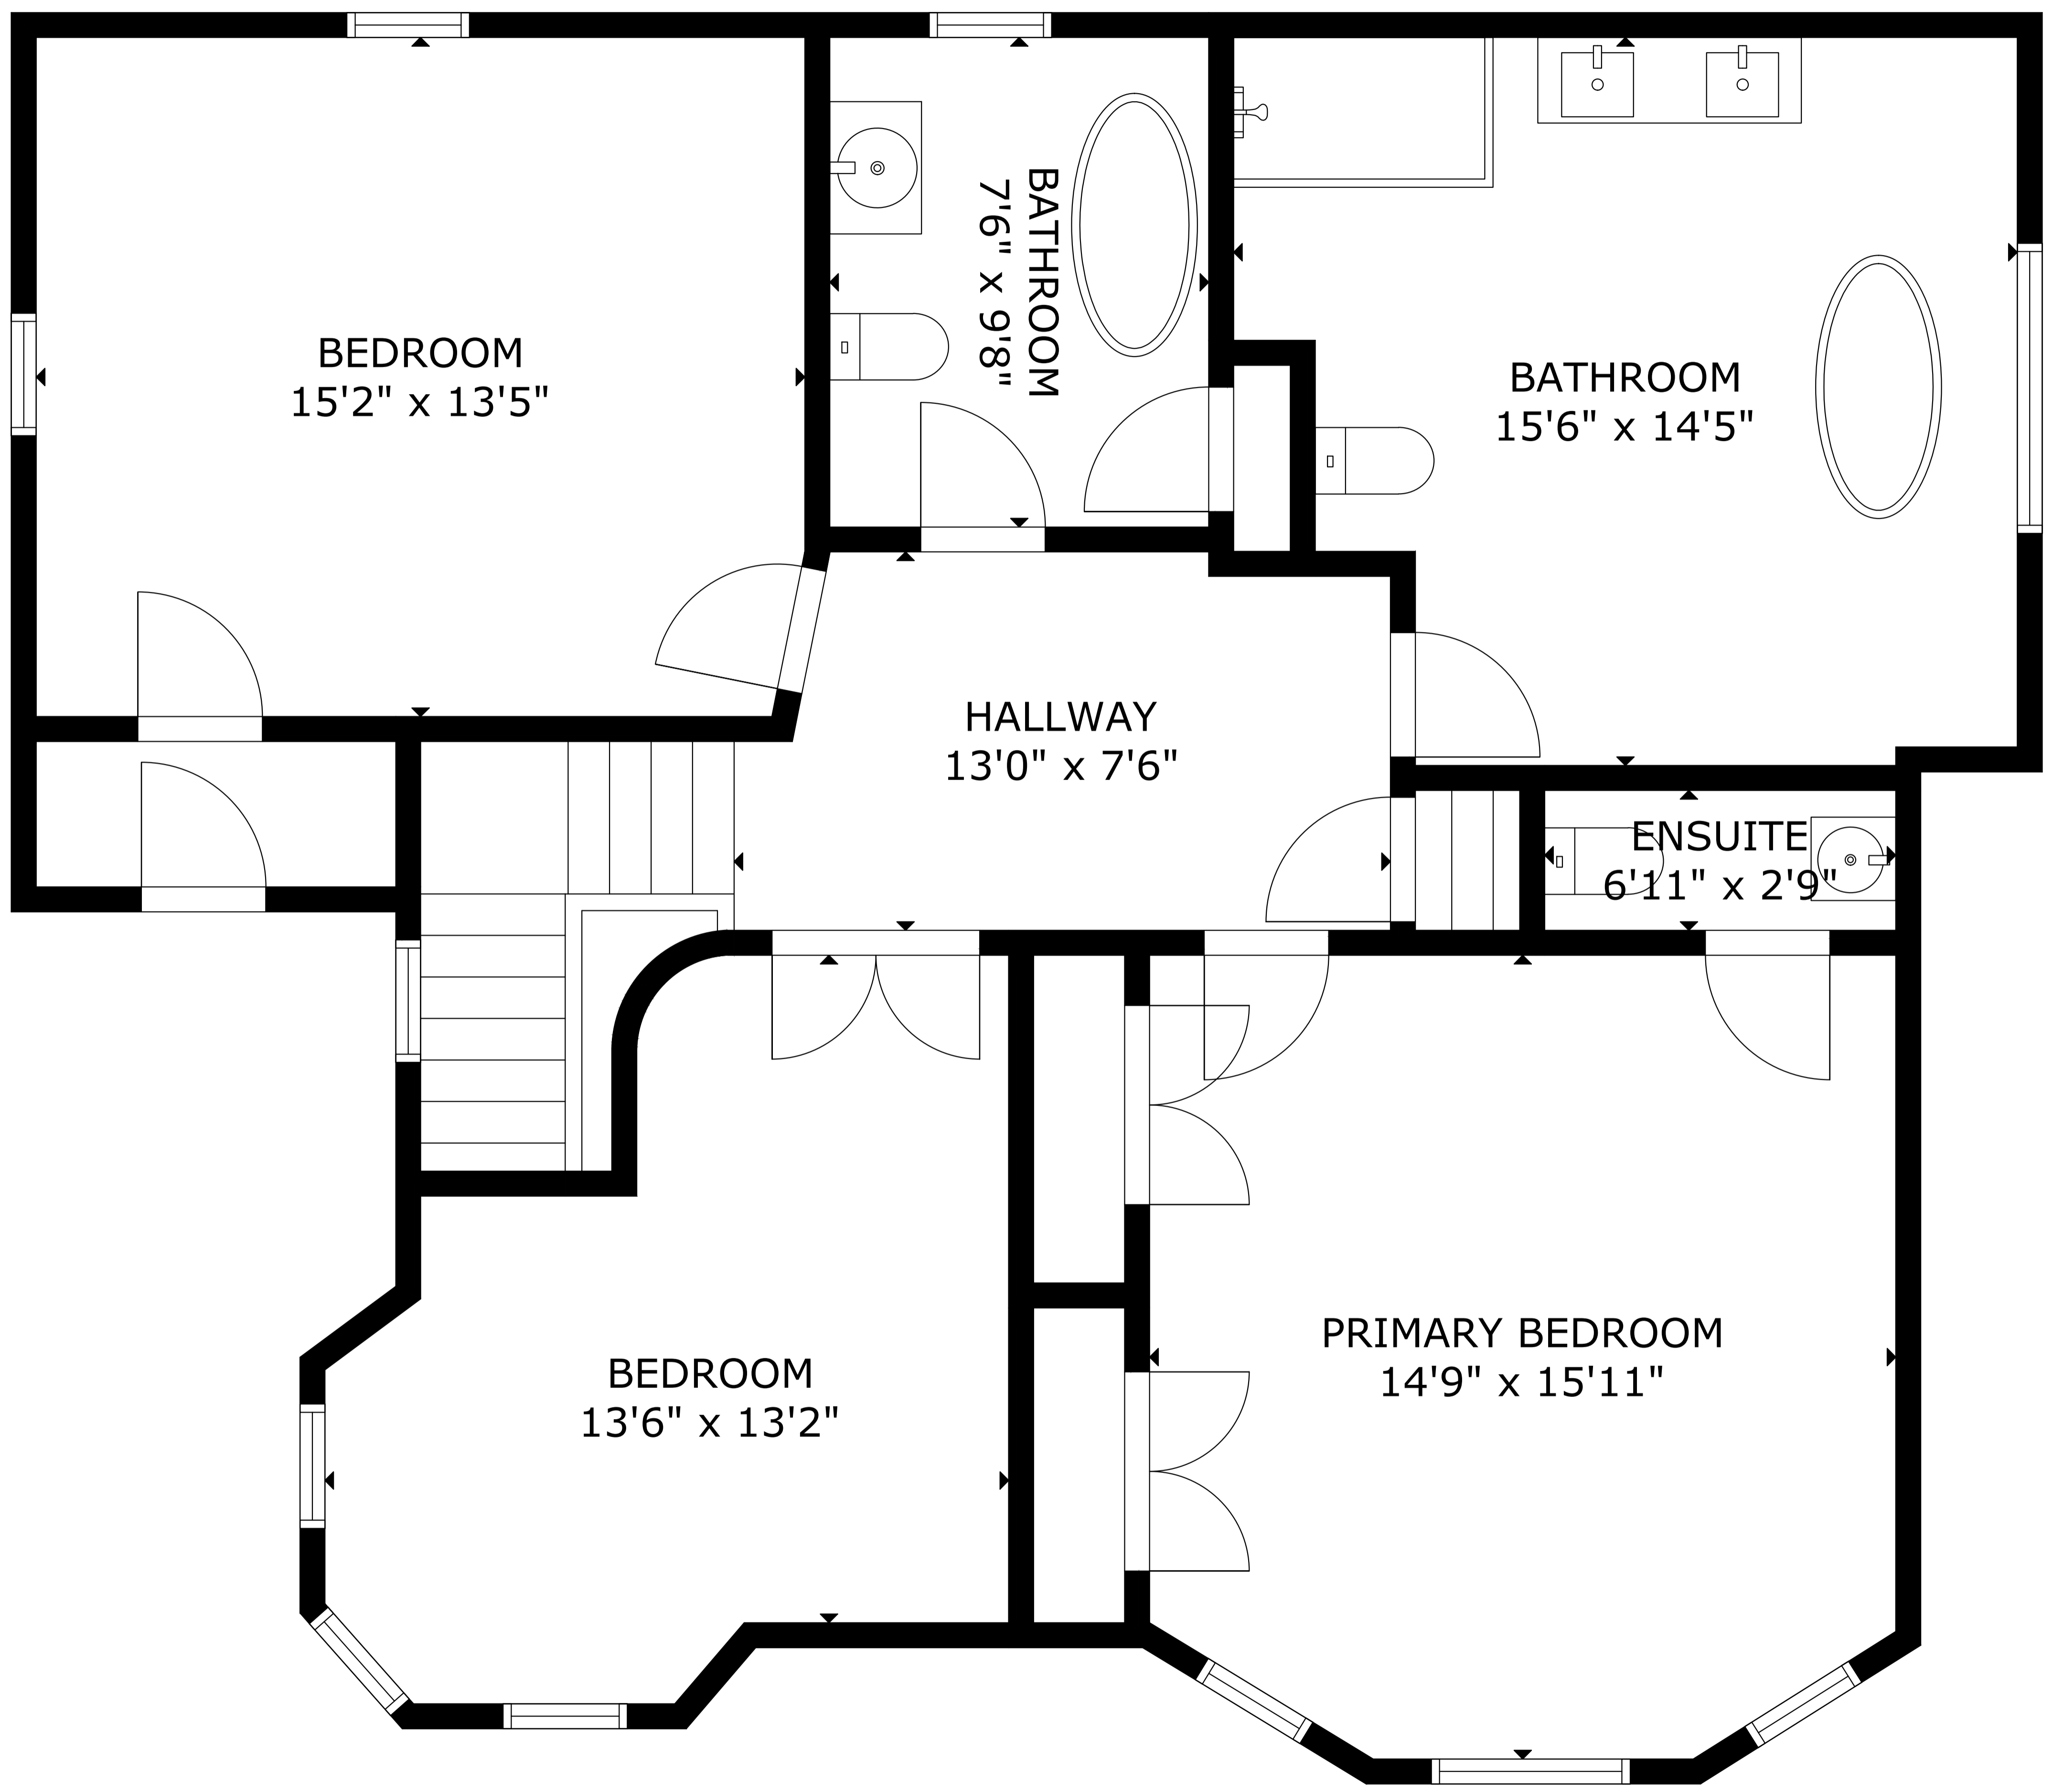 BEDROOM
15'2" x 13'5"
BATHROOM
7'6" x 9'8"
BATHROOM
15'6" x 14'5"
HALLWAY
13'0" x 7'6"
ENSUITE
6'11" x 2'9"
BEDROOM
13'6" x 13'2"
PRIMARY BEDROOM
14'9" x 15'11"